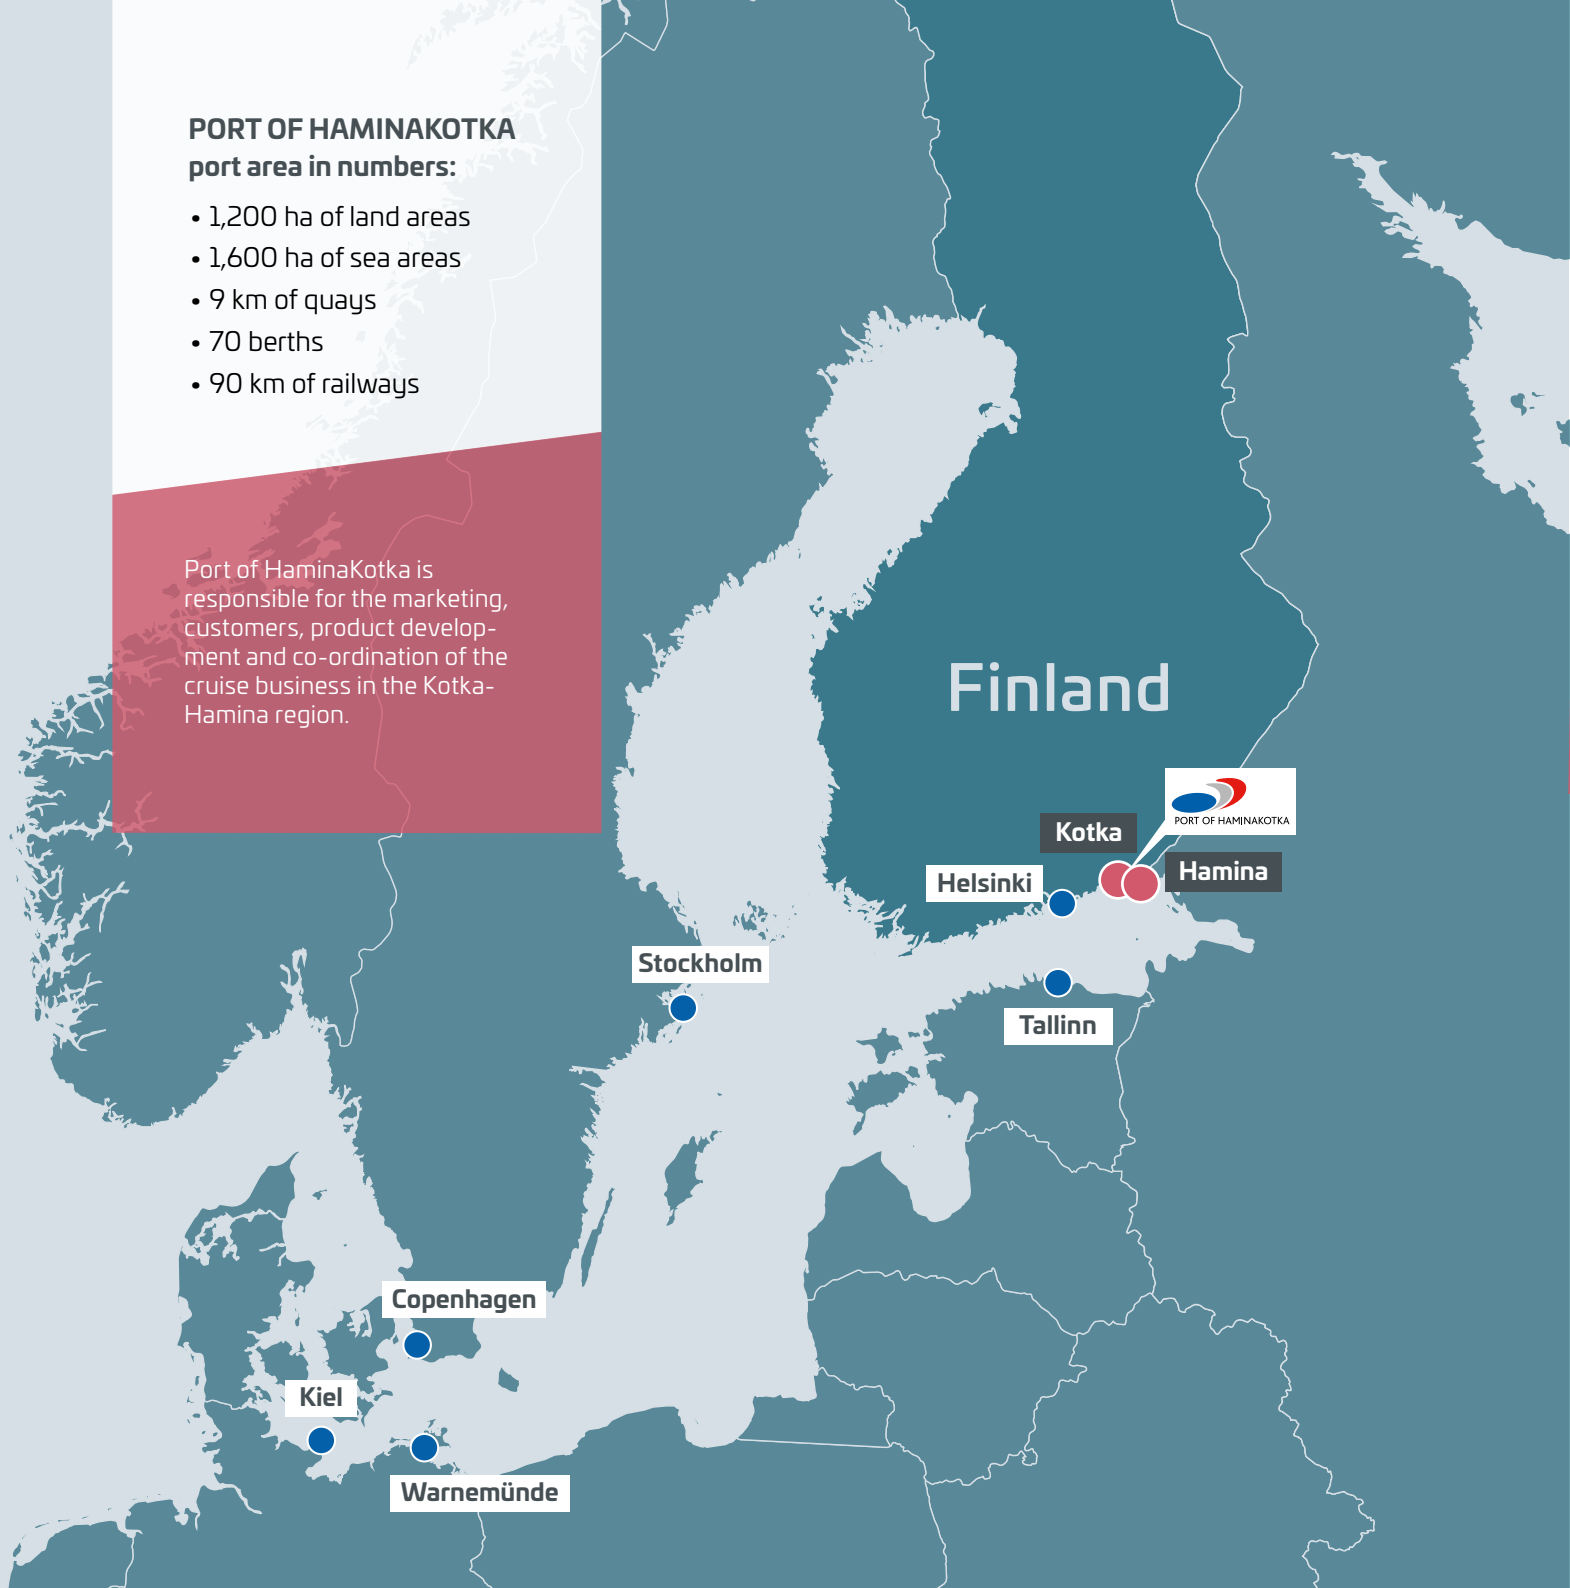 PORT OF HAMINAKOTKA
port area in numbers:
• 1,200 ha of land areas
• 1,600 ha of sea areas
• 9 km of quays
• 70 berths
• 90 km of railways
Port of HaminaKotka is
responsible for the marketing,
customers, product develop-
ment and co-ordination of the
cruise business in the Kotka-
Hamina region.
Finland
PORT OF HAMINAKOTKA
Kotka
Hamina
Helsinki
Stockholm
Tallinn
Copenhagen
Kiel
Warnemünde